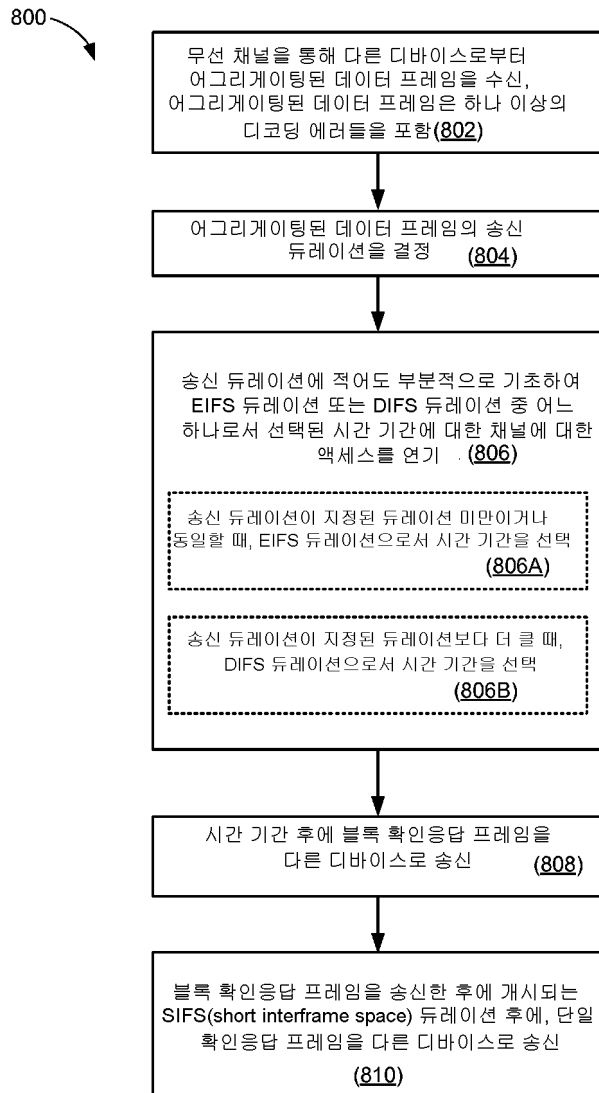 800
무선 채널을 통해 다른 디바이스로부터
어그리게이팅된 데이터 프레임을 수신,
어그리게이팅된 데이터 프레임은 하나 이상의
디코딩 에러들을 포함(802)
어그리게이팅된 데이터 프레임의 송신
듀레이션을 결정 (804)
송신 듀레이션에 적어도 부분적으로 기초하여
EIFS 듀레이션 또는 DIFS 듀레이션 중 어느
하나로서 선택된 시간 기간에 대한 채널에 대한
액세스를 연기 . (806)
송신 듀레이션이 지정된 듀레이션 미만이거나
동일할 때, EIFS 듀레이션으로서 시간 기간을 선택
(806A)
송신 듀레이션이 지정된 듀레이션보다 더 클 때,
DIFS 듀레이션으로서 시간 기간을 선택
(806B)
시간 기간 후에 블록 확인응답 프레임을
다른 디바이스로 송신 (808)
블록 확인응답 프레임을 송신한 후에 개시되는
SIFS(short interframe space) 듀레이션 후에, 단일
확인응답 프레임을 다른 디바이스로 송신
(810)